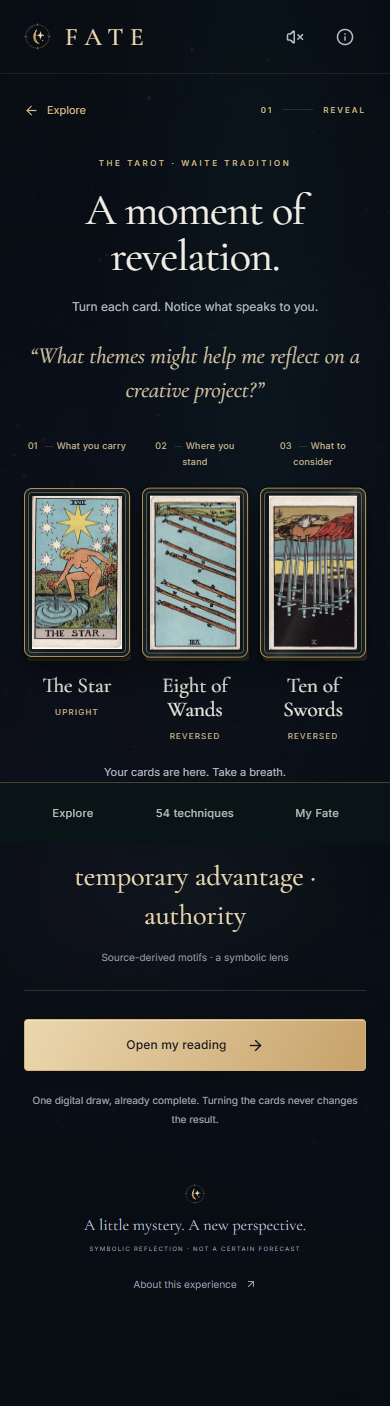 FATE
Explore
01 — REVEAL
THE TAROT · WAITE TRADITION
A moment of
revelation.
Turn each card. Notice what speaks to you.
“What themes might help me reflect on a
creative project?”
01 — What you carry
02 — Where you
stand
03 — What to
consider
XVII
THE STAR.
VIII
X
The Star
UPRIGHT
Eight of
Wands
REVERSED
Ten of
Swords
REVERSED
Your cards are here. Take a breath.
Explore
54 techniques
My Fate
temporary advantage ·
authority
Source-derived motifs · a symbolic lens
Open my reading
One digital draw, already complete. Turning the cards never changes
the result.
A little mystery. A new perspective.
SYMBOLIC REFLECTION · NOT A CERTAIN FORECAST
About this experience